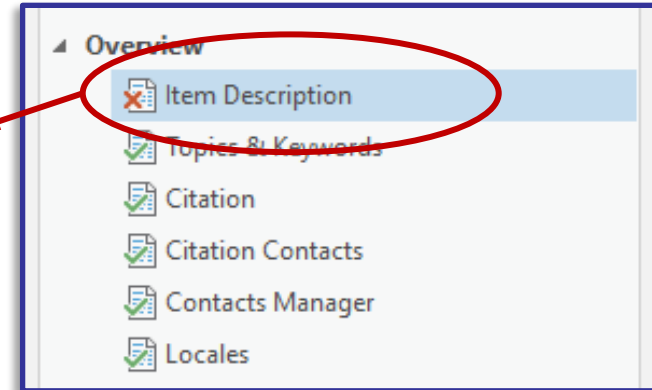 Overview
Item Description
Topics & Keywords
Citation
Citation Contacts
Contacts Manager
Locales